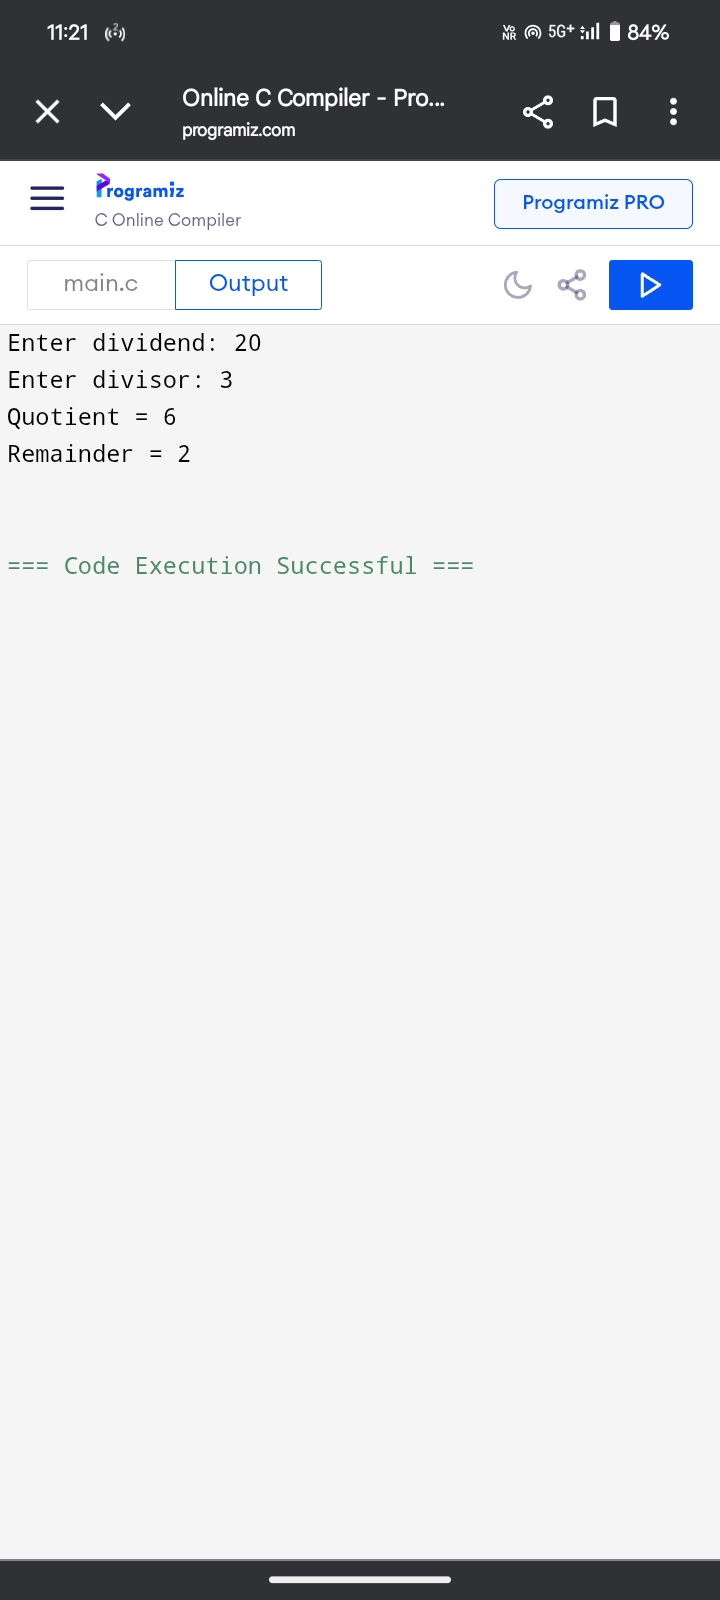 11:21
VoNR 5G+ 84%
Online C Compiler - Pro...
programiz.com
Programiz
C Online Compiler
Programiz PRO
main.c Output
Enter dividend: 20
Enter divisor: 3
Quotient = 6
Remainder = 2
=== Code Execution Successful ===